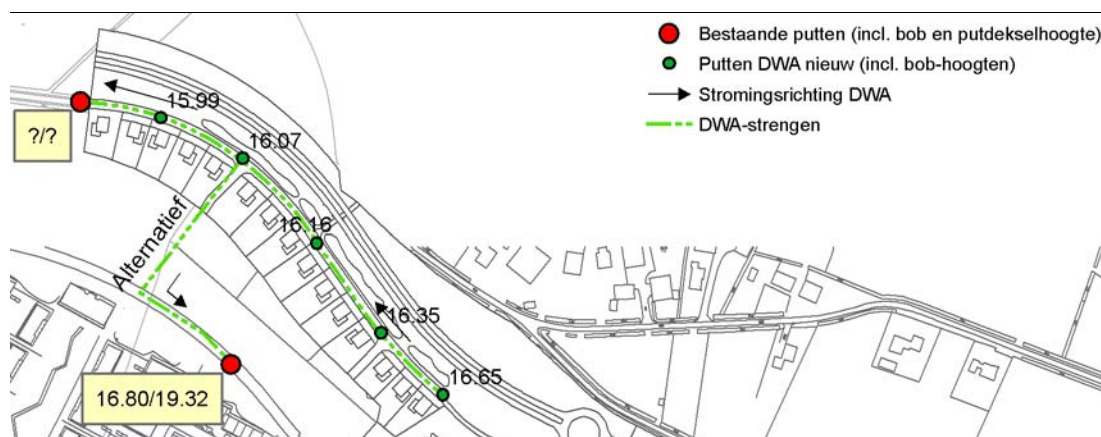 Bestaande putten (incl. bob en putdekselhoogte)
Putten DWA nieuw (incl. bob-hoogten)
Stromingsrichting DWA
DWA-strengen
15.99
?/?
16.07
16.16
Alternatief
16.35
16.65
16.80/19.32